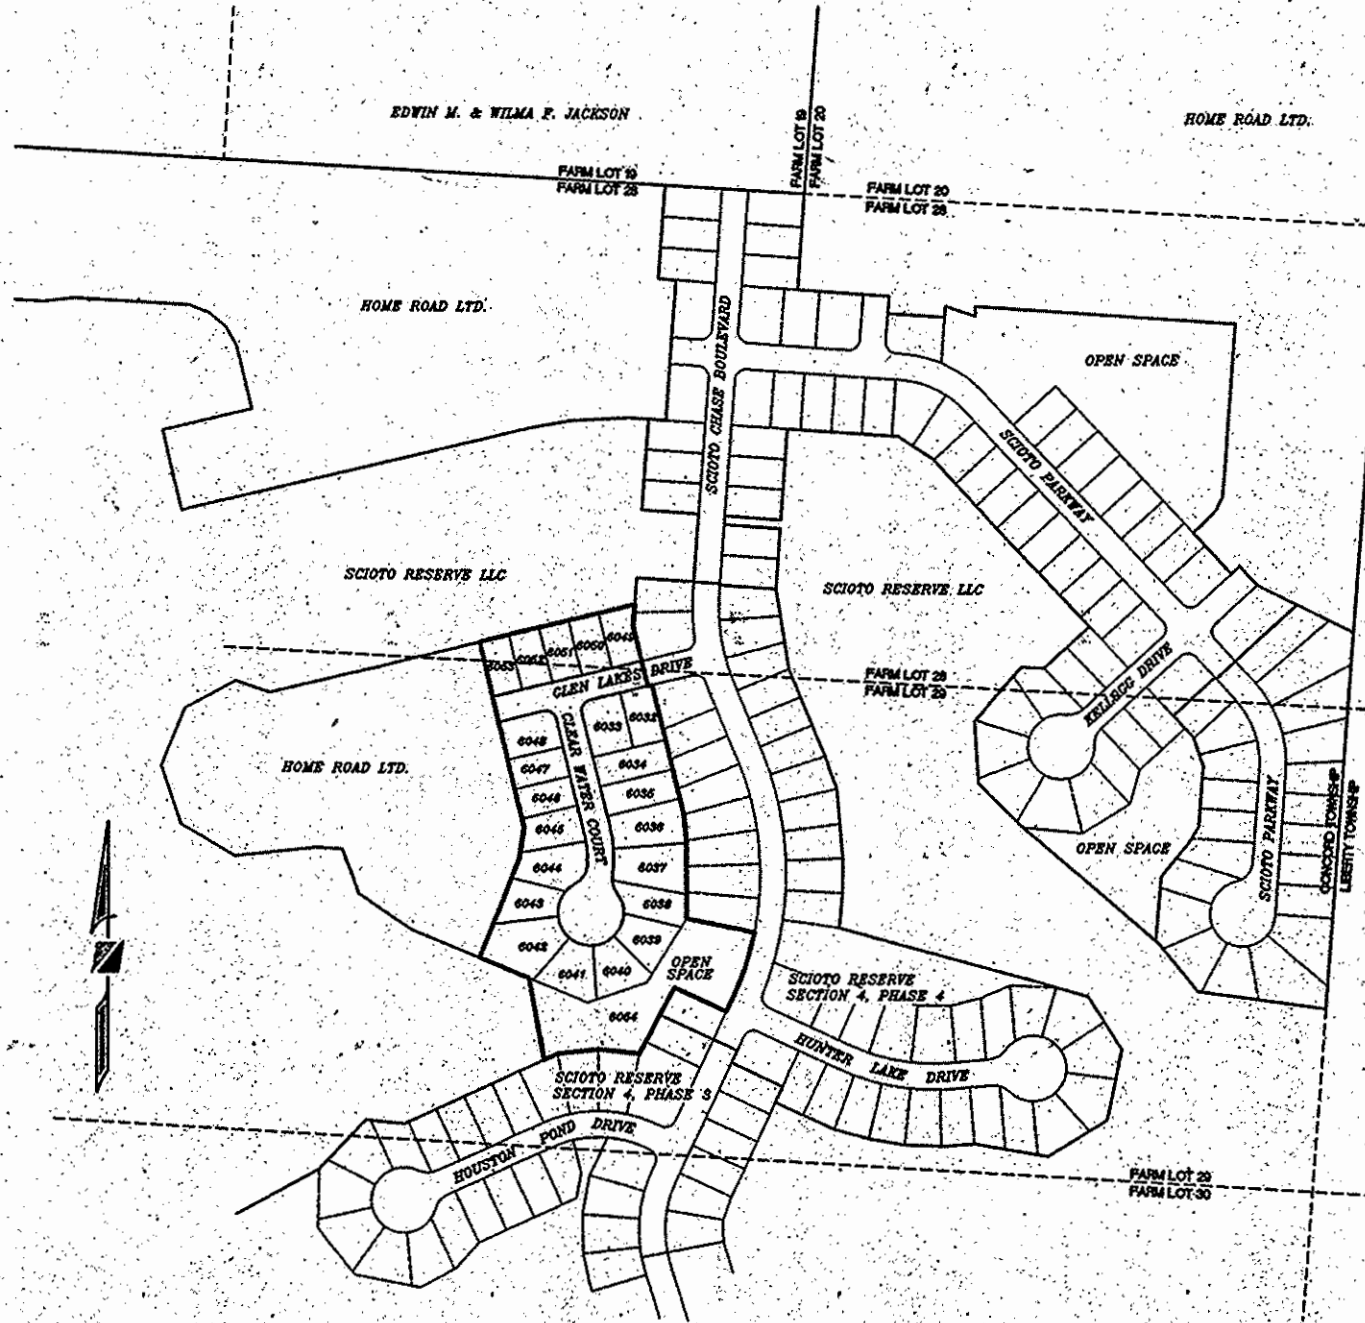 EDWIN M. & WILMA F. JACKSON
HOME ROAD LTD.
FARM LOT 19
FARM LOT 20
FARM LOT 19
FARM LOT 28
FARM LOT 20
FARM LOT 28
HOME ROAD LTD.
SCIOTO CHASE BOULEVARD
OPEN SPACE
SCIOTO PARKWAY
SCIOTO RESERVE LLC
SCIOTO RESERVE LLC
6053
6052
6051
6050
6049
GLEN LAKES DRIVE
FARM LOT 28
FARM LOT 29
KELLEGG DRIVE
CLEAR WATER COURT
6033
6032
6048
6034
HOME ROAD LTD.
6047
6035
6046
6036
6045
6037
6044
6038
6043
6039
6042
6041
6040
OPEN
SPACE
6064
SCIOTO PARKWAY
CONCORD TOWNSHIP
LIBERTY TOWNSHIP
OPEN SPACE
SCIOTO RESERVE
SECTION 4, PHASE 4
HUNTER LAKE DRIVE
SCIOTO RESERVE
SECTION 4, PHASE 3
HOUSTON POND DRIVE
FARM LOT 29
FARM LOT 30